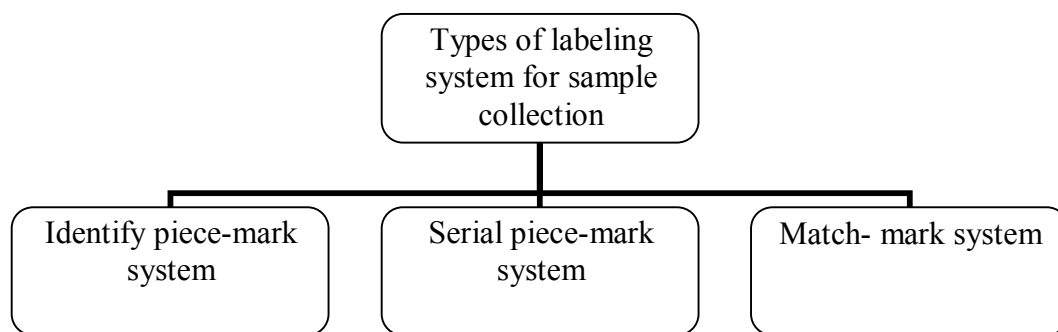 Types of labeling
system for sample
collection
Identify piece-mark
system
Serial piece-mark
system
Match- mark system